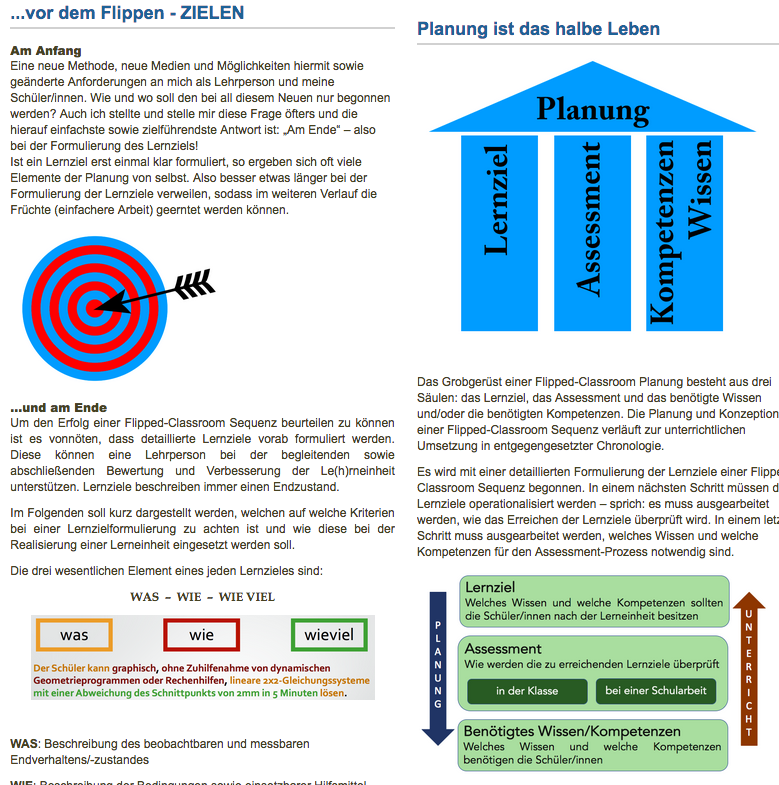 ...vor dem Flippen - ZIELEN
Am Anfang
Eine neue Methode, neue Medien und Möglichkeiten hiermit sowie
geänderte Anforderungen an mich als Lehrperson und meine
Schüler/innen. Wie und wo soll den bei all diesem Neuen nur begonnen
werden? Auch ich stellte und stelle mir diese Frage öfters und die
hierauf einfachste sowie zielführendste Antwort ist: „Am Ende“ – also
bei der Formulierung des Lernziels!
Ist ein Lernziel erst einmal klar formuliert, so ergeben sich oft viele
Elemente der Planung von selbst. Also besser etwas länger bei der
Formulierung der Lernziele verweilen, sodass im weiteren Verlauf die
Früchte (einfachere Arbeit) geerntet werden können.
...und am Ende
Um den Erfolg einer Flipped-Classroom Sequenz beurteilen zu können
ist es vonnöten, dass detaillierte Lernziele vorab formuliert werden.
Diese können eine Lehrperson bei der begleitenden sowie
abschließenden Bewertung und Verbesserung der Le(h)rneinheit
unterstützen. Lernziele beschreiben immer einen Endzustand.
Im Folgenden soll kurz dargestellt werden, welchen auf welche Kriterien
bei einer Lernzielformulierung zu achten ist und wie diese bei der
Realisierung einer Lerneinheit eingesetzt werden soll.
Die drei wesentlichen Element eines jeden Lernzieles sind:
WAS – WIE – WIE VIEL
was wie wieviel
Der Schüler kann graphisch, ohne Zuhilfenahme von dynamischen
Geometrieprogrammen oder Rechenhilfen, lineare 2x2-Gleichungssysteme
mit einer Abweichung des Schnittpunkts von 2mm in 5 Minuten lösen.
WAS: Beschreibung des beobachtbaren und messbaren
Endverhaltens/-zustandes
WIE: Beschreibung der Bedingungen sowie einsetzbarer Hilfsmittel
Planung ist das halbe Leben
Planung
Lernziel
Assessment
Kompetenzen
Wissen
Das Grobgerüst einer Flipped-Classroom Planung besteht aus drei
Säulen: das Lernziel, das Assessment und das benötigte Wissen
und/oder die benötigten Kompetenzen. Die Planung und Konzeption
einer Flipped-Classroom Sequenz verläuft zur unterrichtlichen
Umsetzung in entgegengesetzter Chronologie.
Es wird mit einer detaillierten Formulierung der Lernziele einer Flippe
Classroom Sequenz begonnen. In einem nächsten Schritt müssen d
Lernziele operationalisiert werden – sprich: es muss ausgearbeitet
werden, wie das Erreichen der Lernziele überprüft wird. In einem letz
Schritt muss ausgearbeitet werden, welches Wissen und welche
Kompetenzen für den Assessment-Prozess notwendig sind.
PLANUNG
Lernziel
Welches Wissen und welche Kompetenzen sollten
die Schüler/innen nach der Lerneinheit besitzen
Assessment
Wie werden die zu erreichenden Lernziele überprüft
in der Klasse bei einer Schularbeit
Benötigtes Wissen/Kompetenzen
Welches Wissen und welche Kompetenzen
benötigen die Schüler/innen
UNTERRICHT